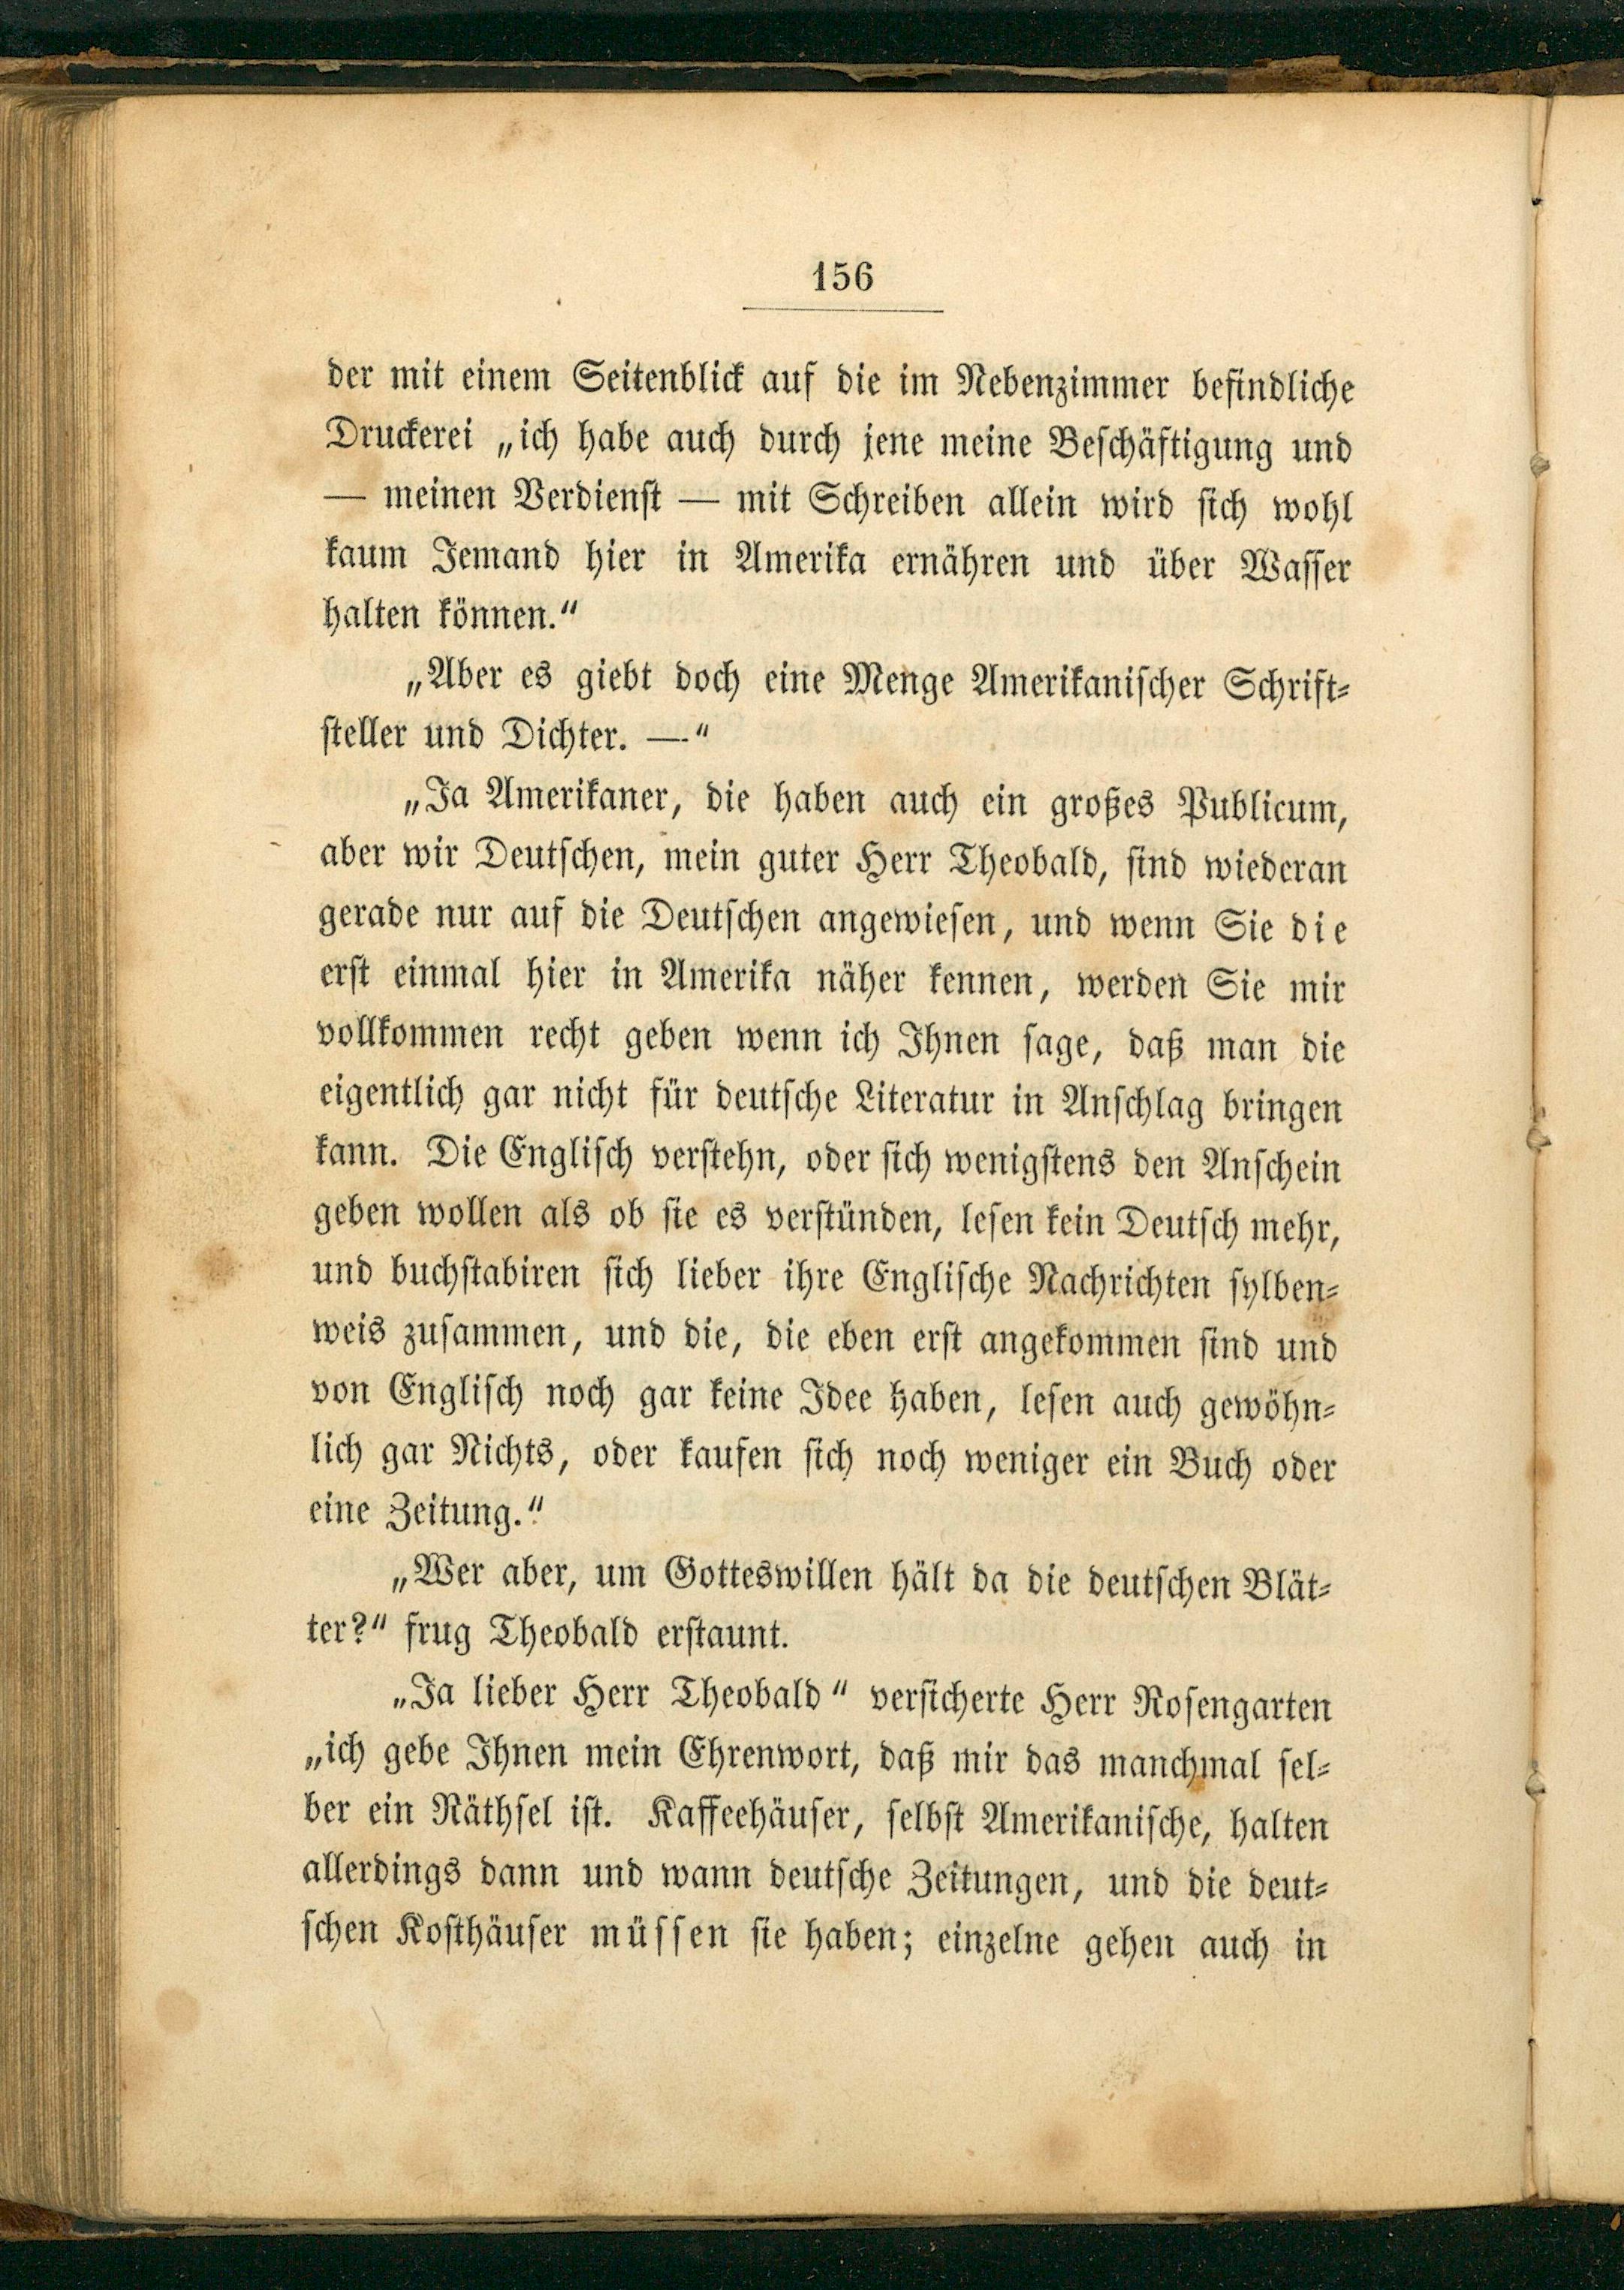 156
der mit einem Seitenblick auf die im Nebenzimmer befindliche
Druckerei „ich habe auch durch jene meine Beschäftigung und
— meinen Verdienst — mit Schreiben allein wird sich wohl
kaum Jemand hier in Amerika ernähren und über Wasser
halten können.“
„Aber es giebt doch eine Menge Amerikanischer Schrift-
steller und Dichter. —“
„Ja Amerikaner, die haben auch ein großes Publicum,
aber wir Deutschen, mein guter Herr Theobald, sind wiederan
gerade nur auf die Deutschen angewiesen, und wenn Sie die
erst einmal hier in Amerika näher kennen, werden Sie mir
vollkommen recht geben wenn ich Ihnen sage, daß man die
eigentlich gar nicht für deutsche Literatur in Anschlag bringen
kann. Die Englisch verstehn, oder sich wenigstens den Anschein
geben wollen als ob sie es verstünden, lesen kein Deutsch mehr,
und buchstabiren sich lieber ihre Englische Nachrichten sylben-
weis zusammen, und die, die eben erst angekommen sind und
von Englisch noch gar keine Idee haben, lesen auch gewöhn-
lich gar Nichts, oder kaufen sich noch weniger ein Buch oder
eine Zeitung.“
„Wer aber, um Gotteswillen hält da die deutschen Blät-
ter?“ frug Theobald erstaunt.
„Ja lieber Herr Theobald“ versicherte Herr Rosengarten
„ich gebe Ihnen mein Ehrenwort, daß mir das manchmal sel-
ber ein Räthsel ist. Kaffeehäuser, selbst Amerikanische, halten
allerdings dann und wann deutsche Zeitungen, und die deut-
schen Kosthäuser müssen sie haben; einzelne gehen auch in